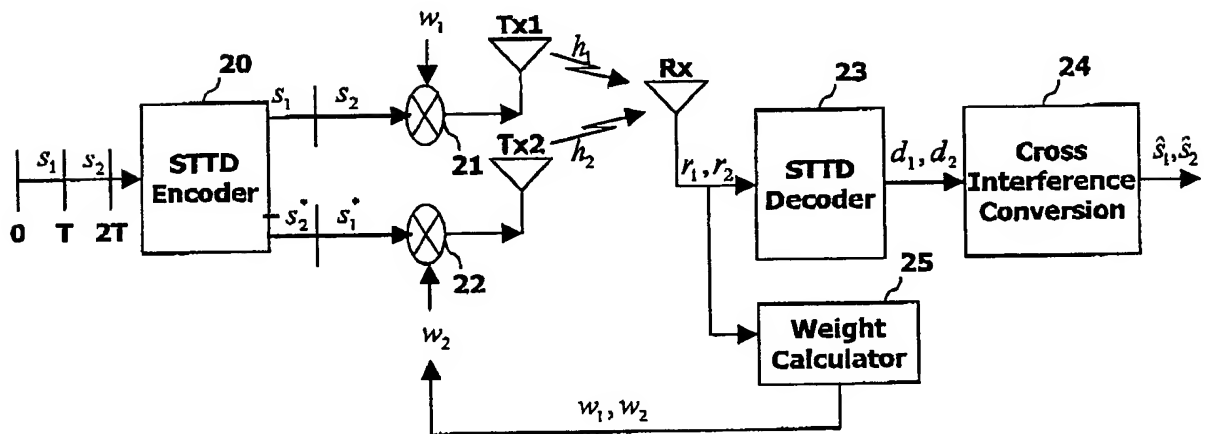 w₁
Tx1
h₁
Rx
20
s₁ s₂
21
Tx2
h₂
23
24
s₁ s₂
STTD
Encoder
r₁, r₂
STTD
Decoder
d₁, d₂
Cross
Interference
Conversion
ŝ₁, ŝ₂
0 T 2T
-s₂* s₁*
22
25
w₂
Weight
Calculator
w₁, w₂